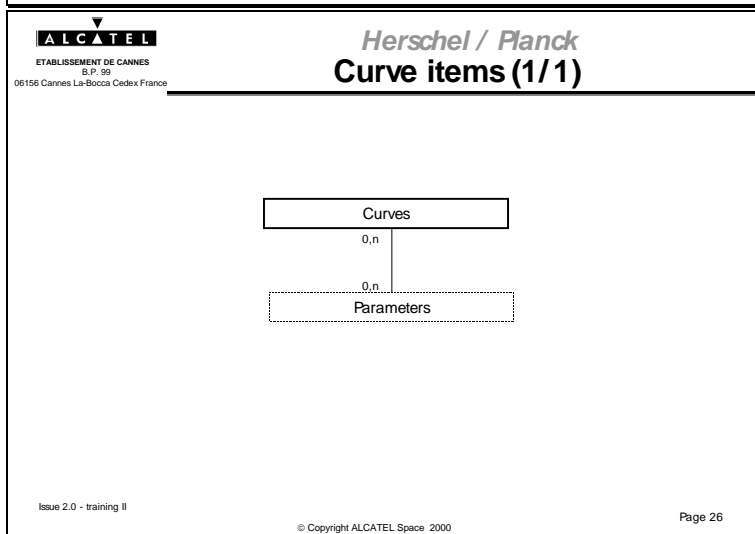 ALCATEL
ETABLISSEMENT DE CANNES
B.P. 99
06156 Cannes La-Bocca Cedex France
Herschel / Planck
Curve items (1/1)
Curves
0,n
0,n
Parameters
Issue 2.0 - training II
© Copyright ALCATEL Space 2000
Page 26